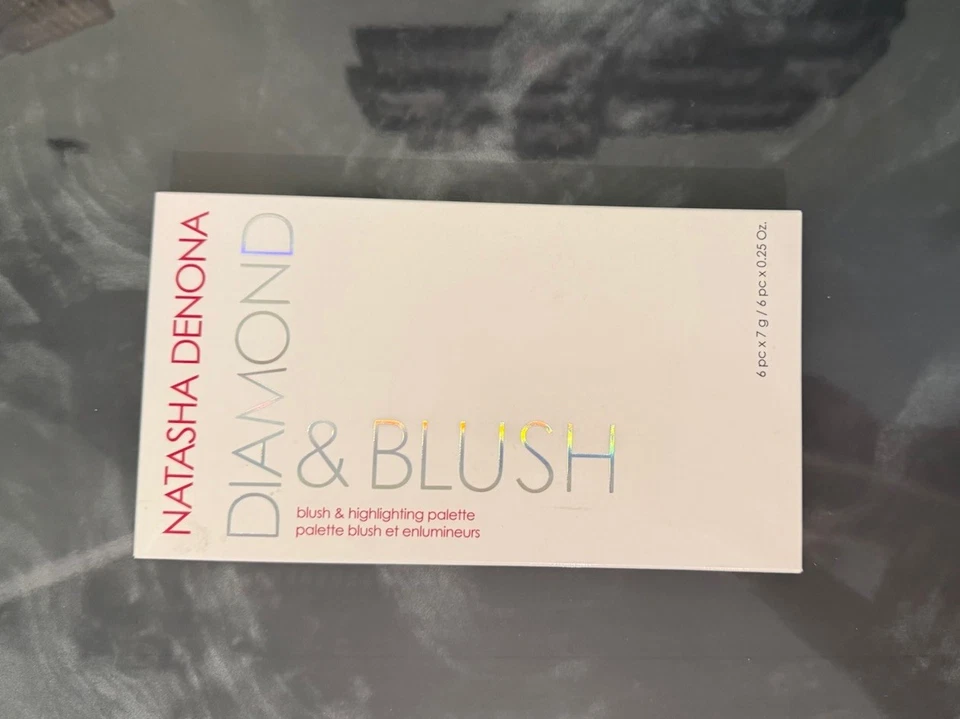 NATASHA DENONA
DIAMOND
& BLUSH
blush & highlighting palette
palette blush et enlumineurs
6 pc x 7 g / 6 pc x 0.25 Oz.